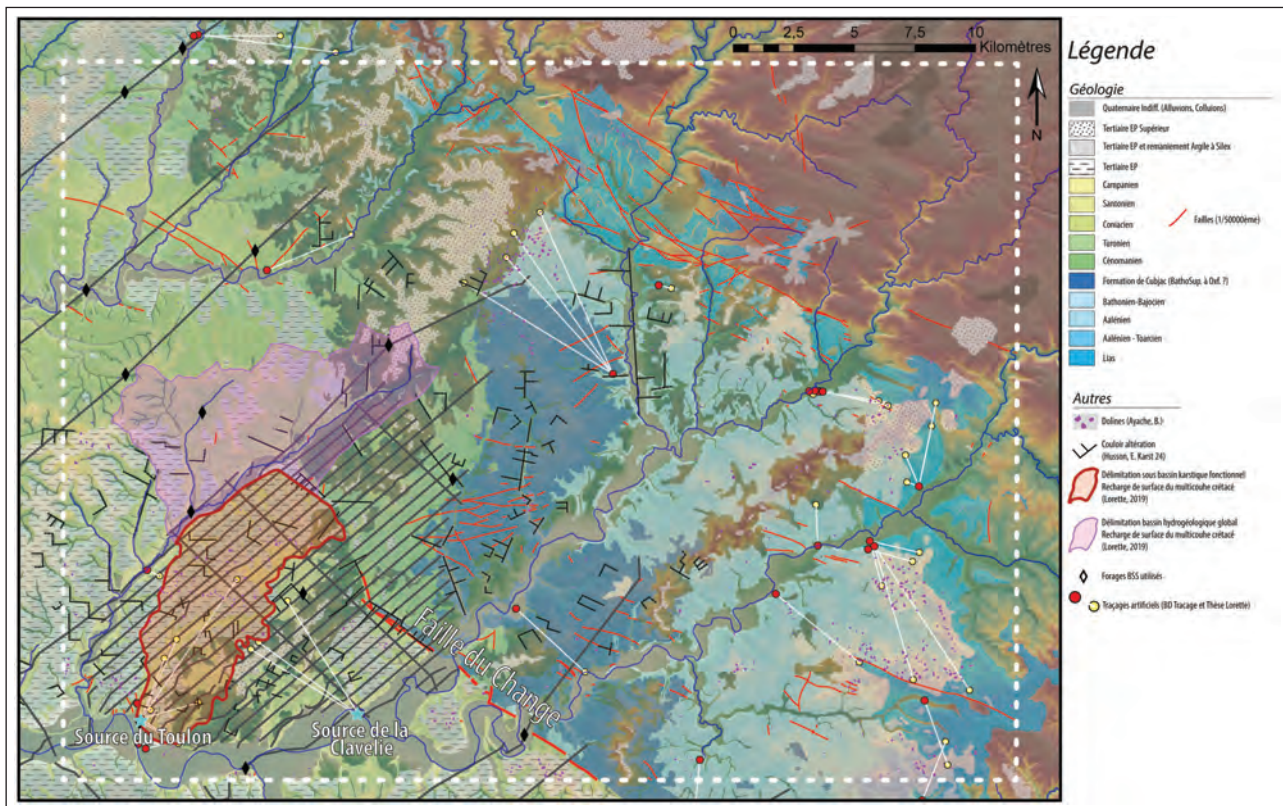 0 2,5 5 7,5 10
Kilomètres
N
Faille du Change
Source du Toulon
Source de la
Clavelie
Légende
Géologie
Quaternaire Indiff. (Alluvions, Colluions)
Tertiaire EP Supérieur
Tertiaire EP et remaniement Argile à Silex
Tertiaire EP
Campanien
Santonien
Coniacien
Turonien
Cénomanien
Formation de Cubjac (BathoSup. à Oxf. ?)
Bathonien-Bajocien
Aalénien
Aalénien - Toarcien
Lias
Failles (1/50000ème)
Autres
Dolines (Ayache, B.)
Couloir altération
(Husson, E. Karst 24)
Délimitation sous bassin karstique fonctionnel
Recharge de surface du multicouhe crétacé
(Lorette, 2019)
Délimitation bassin hydrogéologique global
Recharge de surface du multicouhe crétacé
(Lorette, 2019)
Forages BSS utilisés
Traçages artificiels (BD Tracage et Thèse Lorette)